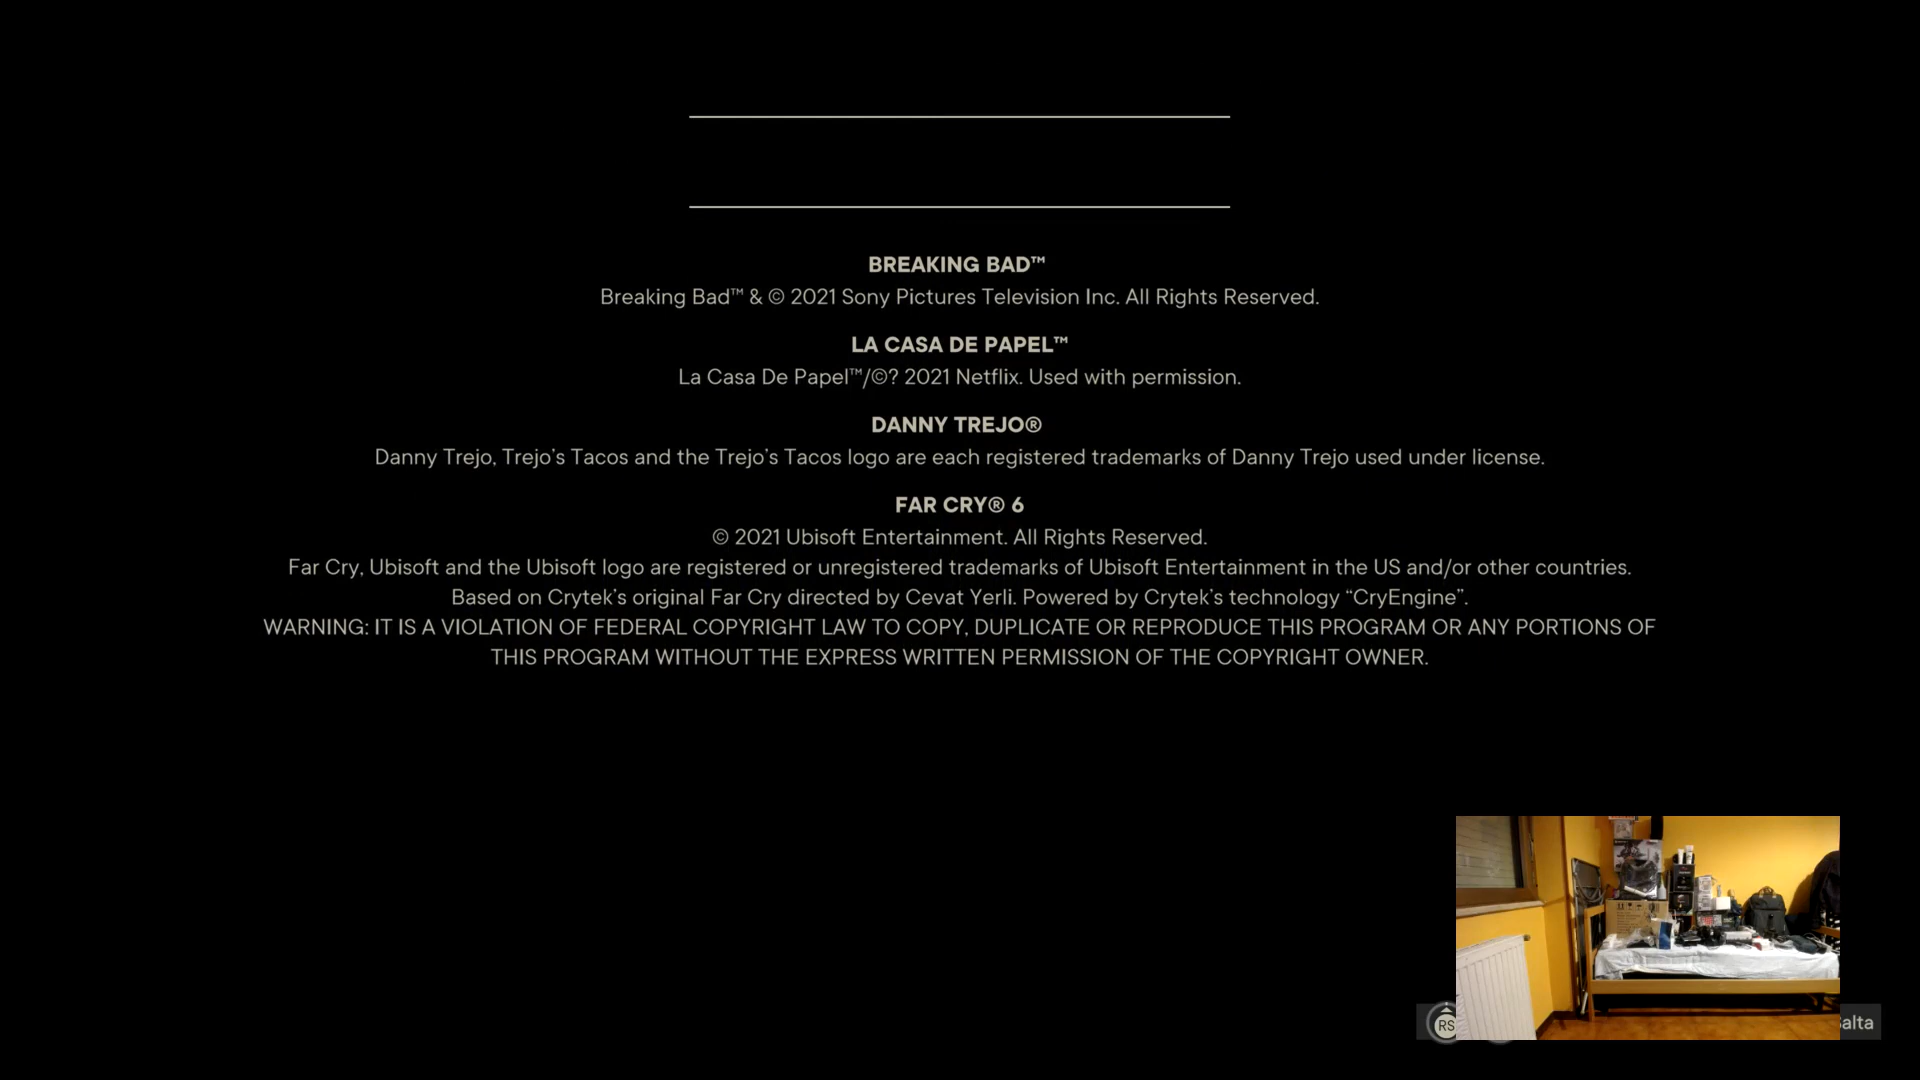 BREAKING BAD™
Breaking Bad™ & © 2021 Sony Pictures Television Inc. All Rights Reserved.
LA CASA DE PAPEL™
La Casa De Papel™/©? 2021 Netflix. Used with permission.
DANNY TREJO®
Danny Trejo, Trejo’s Tacos and the Trejo’s Tacos logo are each registered trademarks of Danny Trejo used under license.
FAR CRY® 6
© 2021 Ubisoft Entertainment. All Rights Reserved.
Far Cry, Ubisoft and the Ubisoft logo are registered or unregistered trademarks of Ubisoft Entertainment in the US and/or other countries.
Based on Crytek’s original Far Cry directed by Cevat Yerli. Powered by Crytek’s technology “CryEngine”.
WARNING: IT IS A VIOLATION OF FEDERAL COPYRIGHT LAW TO COPY, DUPLICATE OR REPRODUCE THIS PROGRAM OR ANY PORTIONS OF
THIS PROGRAM WITHOUT THE EXPRESS WRITTEN PERMISSION OF THE COPYRIGHT OWNER.
RS